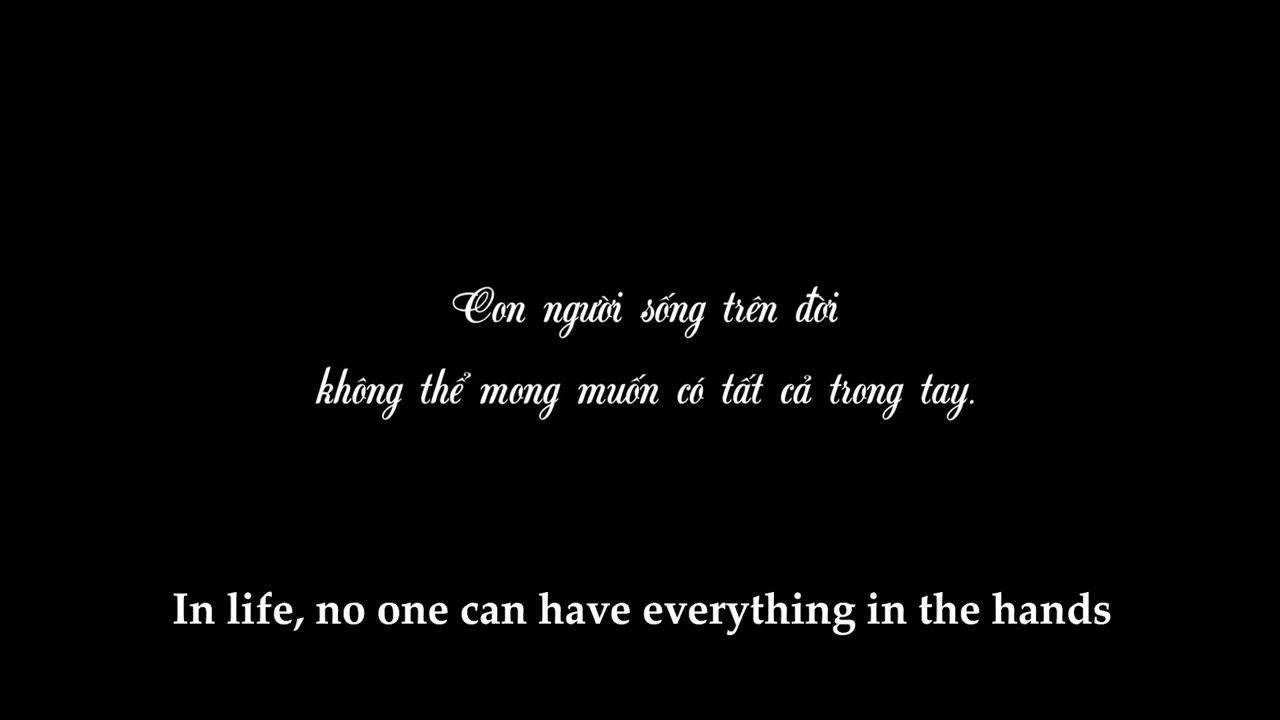 Con người sống trên đời
không thể mong muốn có tất cả trong tay.
In life, no one can have everything in the hands